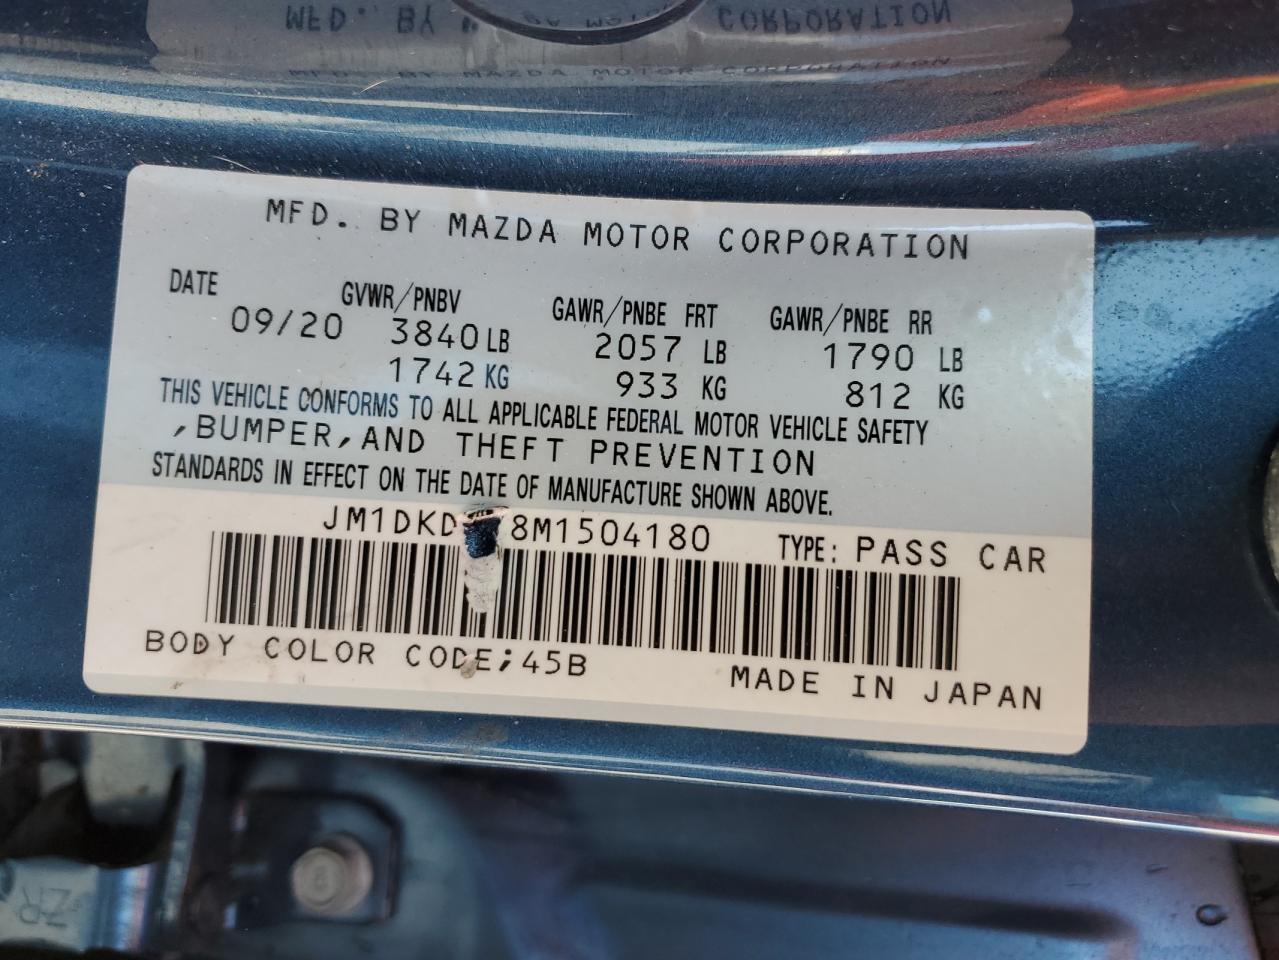 MFD. BY MAZDA MOTOR CORPORATION
DATE GVWR/PNBV GAWR/PNBE FRT GAWR/PNBE RR
09/20 3840 LB 2057 LB 1790 LB
1742 KG 933 KG 812 KG
THIS VEHICLE CONFORMS TO ALL APPLICABLE FEDERAL MOTOR VEHICLE SAFETY
,BUMPER,AND THEFT PREVENTION
STANDARDS IN EFFECT ON THE DATE OF MANUFACTURE SHOWN ABOVE.
TYPE: PASS CAR
BODY COLOR CODE;45B
MADE IN JAPAN
8
ZR